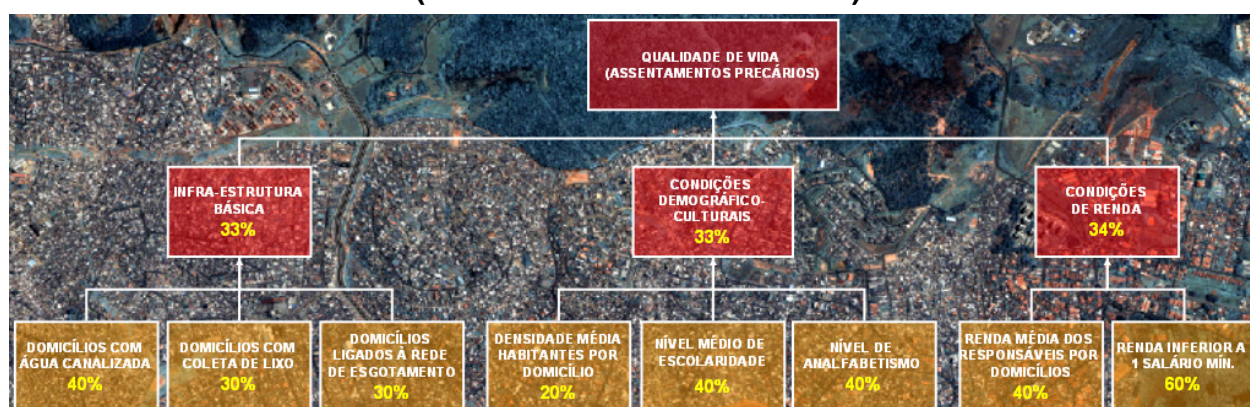 QUALIDADE DE VIDA
(ASSENTAMENTOS PRECÁRIOS)
INFRA-ESTRUTURA
BÁSICA
33%
CONDIÇÕES
DEMOGRÁFICO-
CULTURAIS
33%
CONDIÇÕES
DE RENDA
34%
DOMICÍLIOS COM
ÁGUA CANALIZADA
40%
DOMICÍLIOS COM
COLETA DE LIXO
30%
DOMICÍLIOS
LIGADOS À REDE
DE ESGOTAMENTO
30%
DENSIDADE MÉDIA
HABITANTES POR
DOMICÍLIO
20%
NÍVEL MÉDIO DE
ESCOLARIDADE
40%
NÍVEL DE
ANALFABETISMO
40%
RENDA MÉDIA DOS
RESPONSÁVEIS POR
DOMICÍLIOS
40%
RENDA INFERIOR A
1 SALÁRIO MÍN.
60%